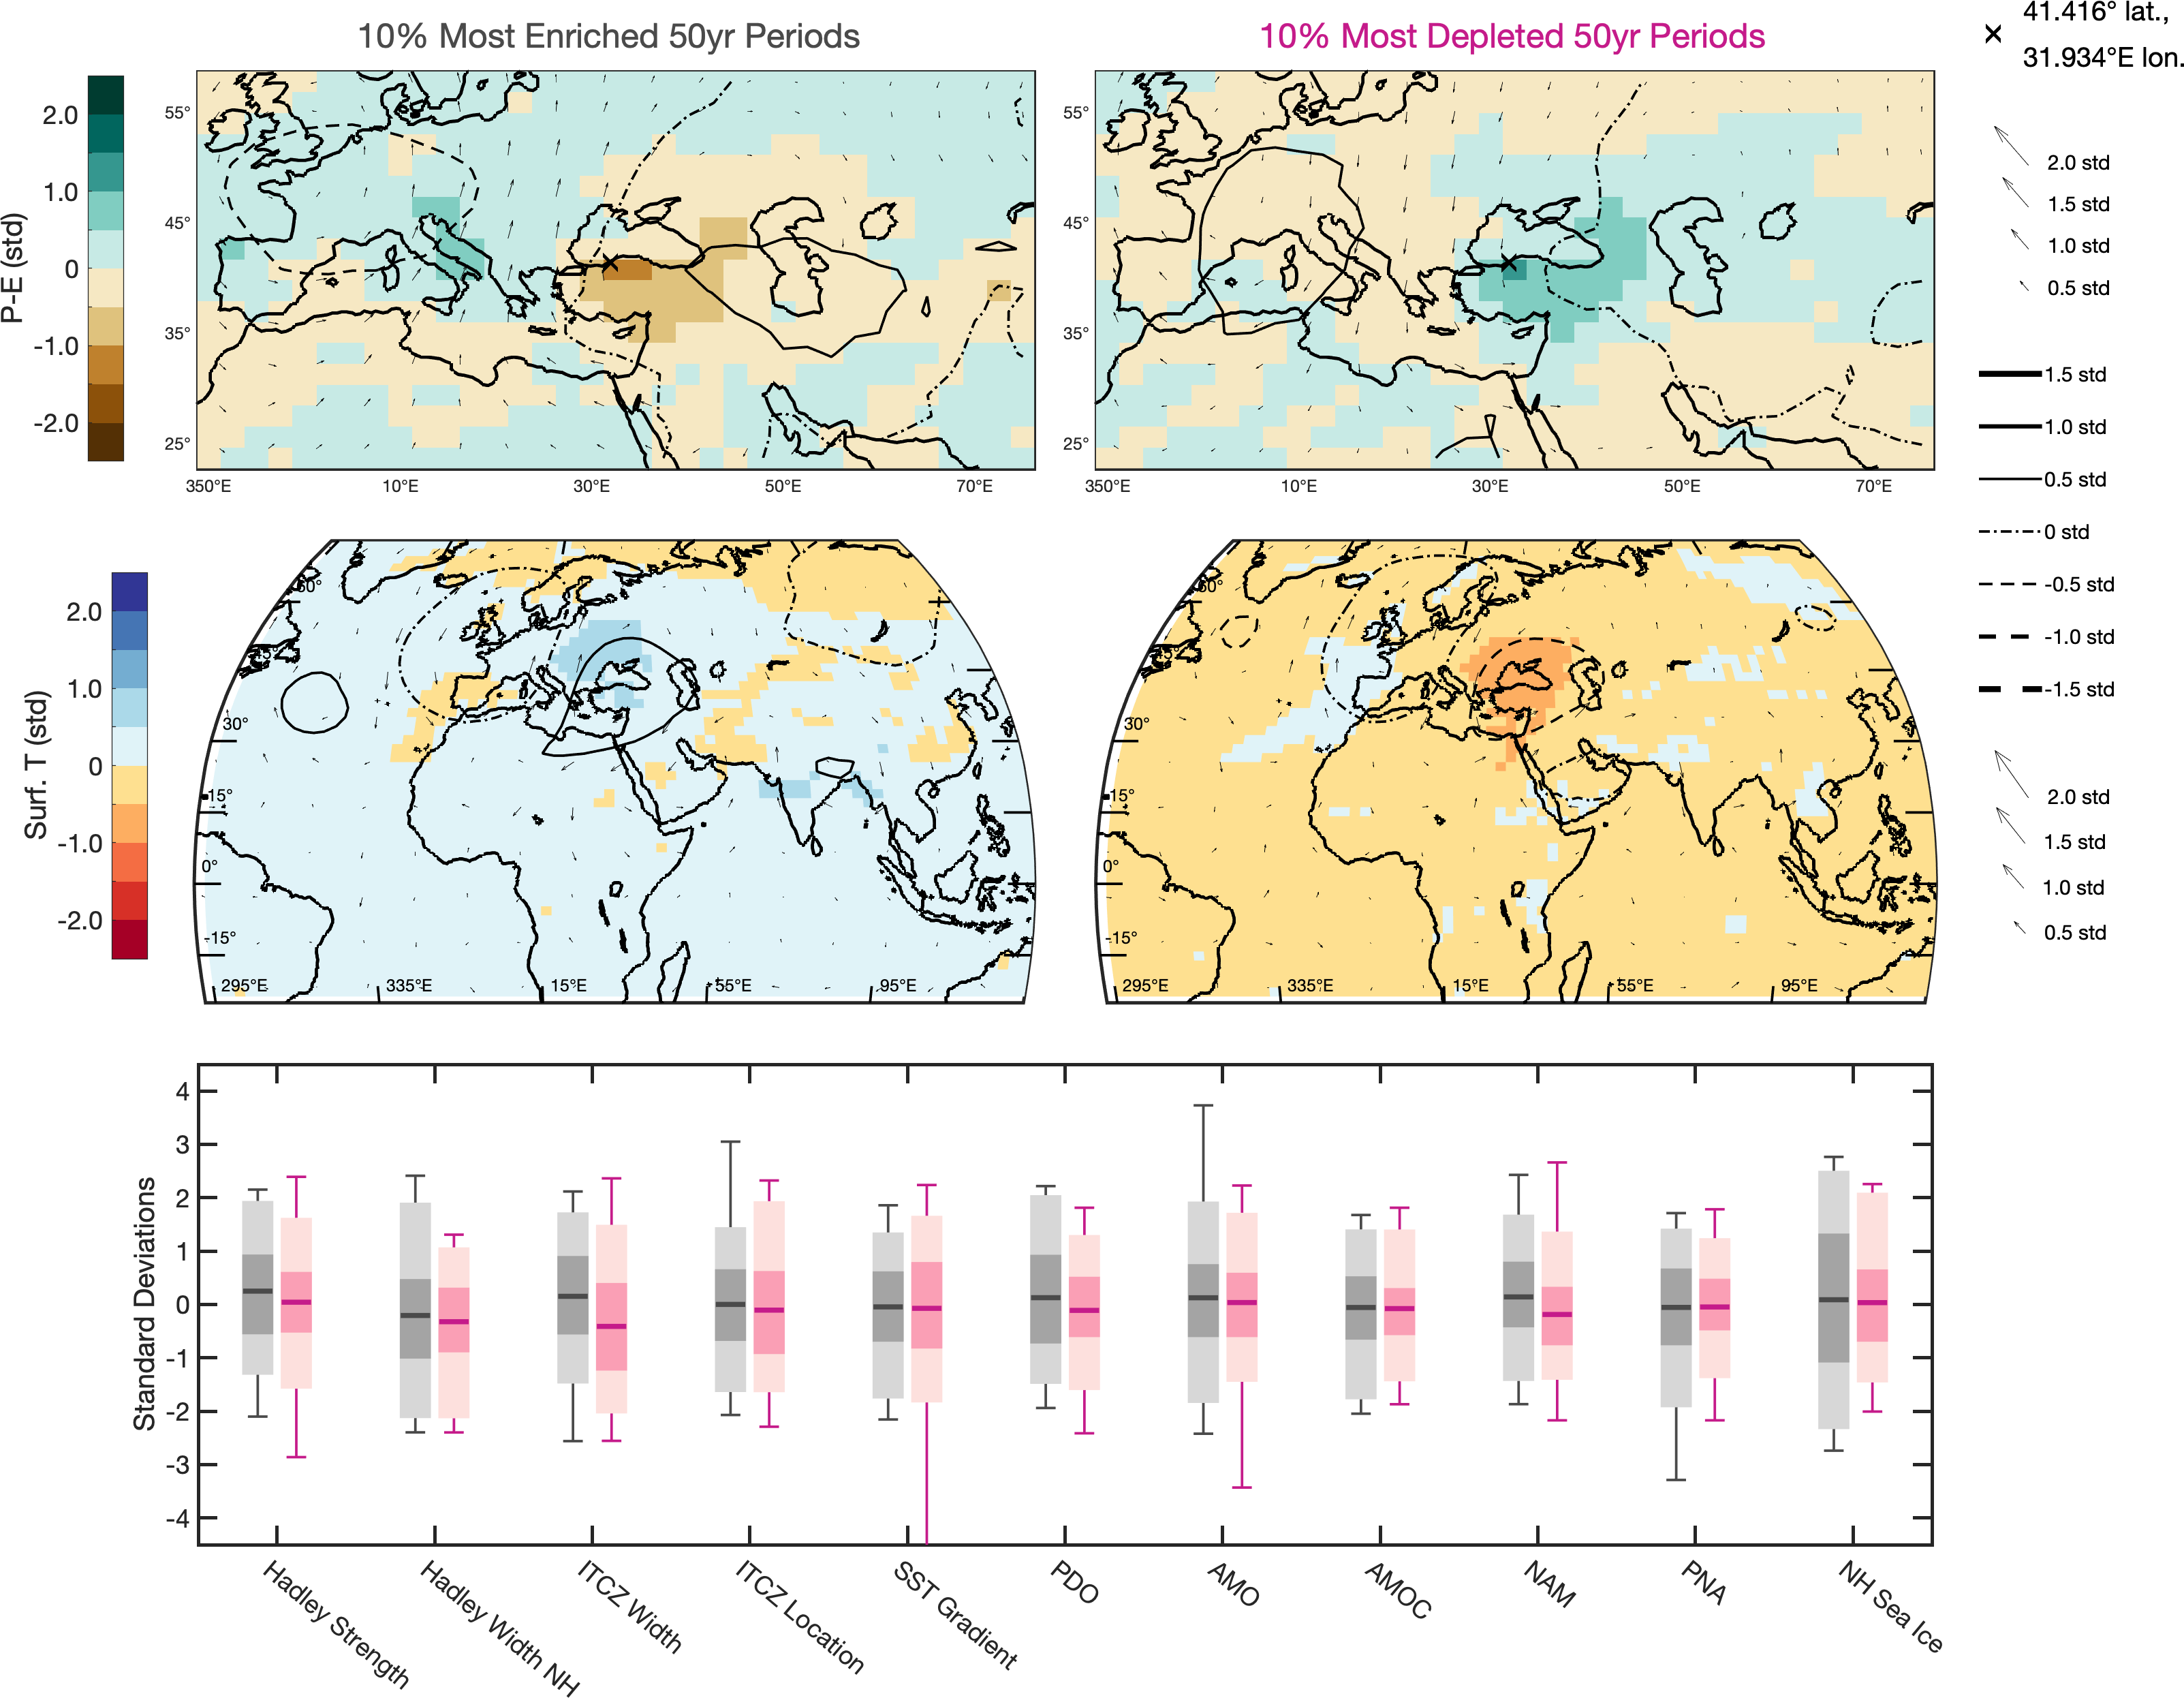 10% Most Enriched 50yr Periods
10% Most Depleted 50yr Periods
41.416° lat.,
31.934°E lon.
P-E (std)
2.0
1.0
0
-1.0
-2.0
55°
45°
35°
25°
350°E 10°E 30°E 50°E 70°E
55°
45°
35°
25°
350°E 10°E 30°E 50°E 70°E
2.0 std
1.5 std
1.0 std
0.5 std
1.5 std
1.0 std
0.5 std
0 std
-0.5 std
-1.0 std
-1.5 std
Surf. T (std)
2.0
1.0
0
-1.0
-2.0
60°
45°
30°
15°
0°
-15°
295°E 335°E 15°E 55°E 95°E
60°
45°
30°
15°
0°
-15°
295°E 335°E 15°E 55°E 95°E
2.0 std
1.5 std
1.0 std
0.5 std
Standard Deviations
4
3
2
1
0
-1
-2
-3
-4
Hadley Strength
Hadley Width NH
ITCZ Width
ITCZ Location
SST Gradient
PDO
AMO
AMOC
NAM
PNA
NH Sea Ice